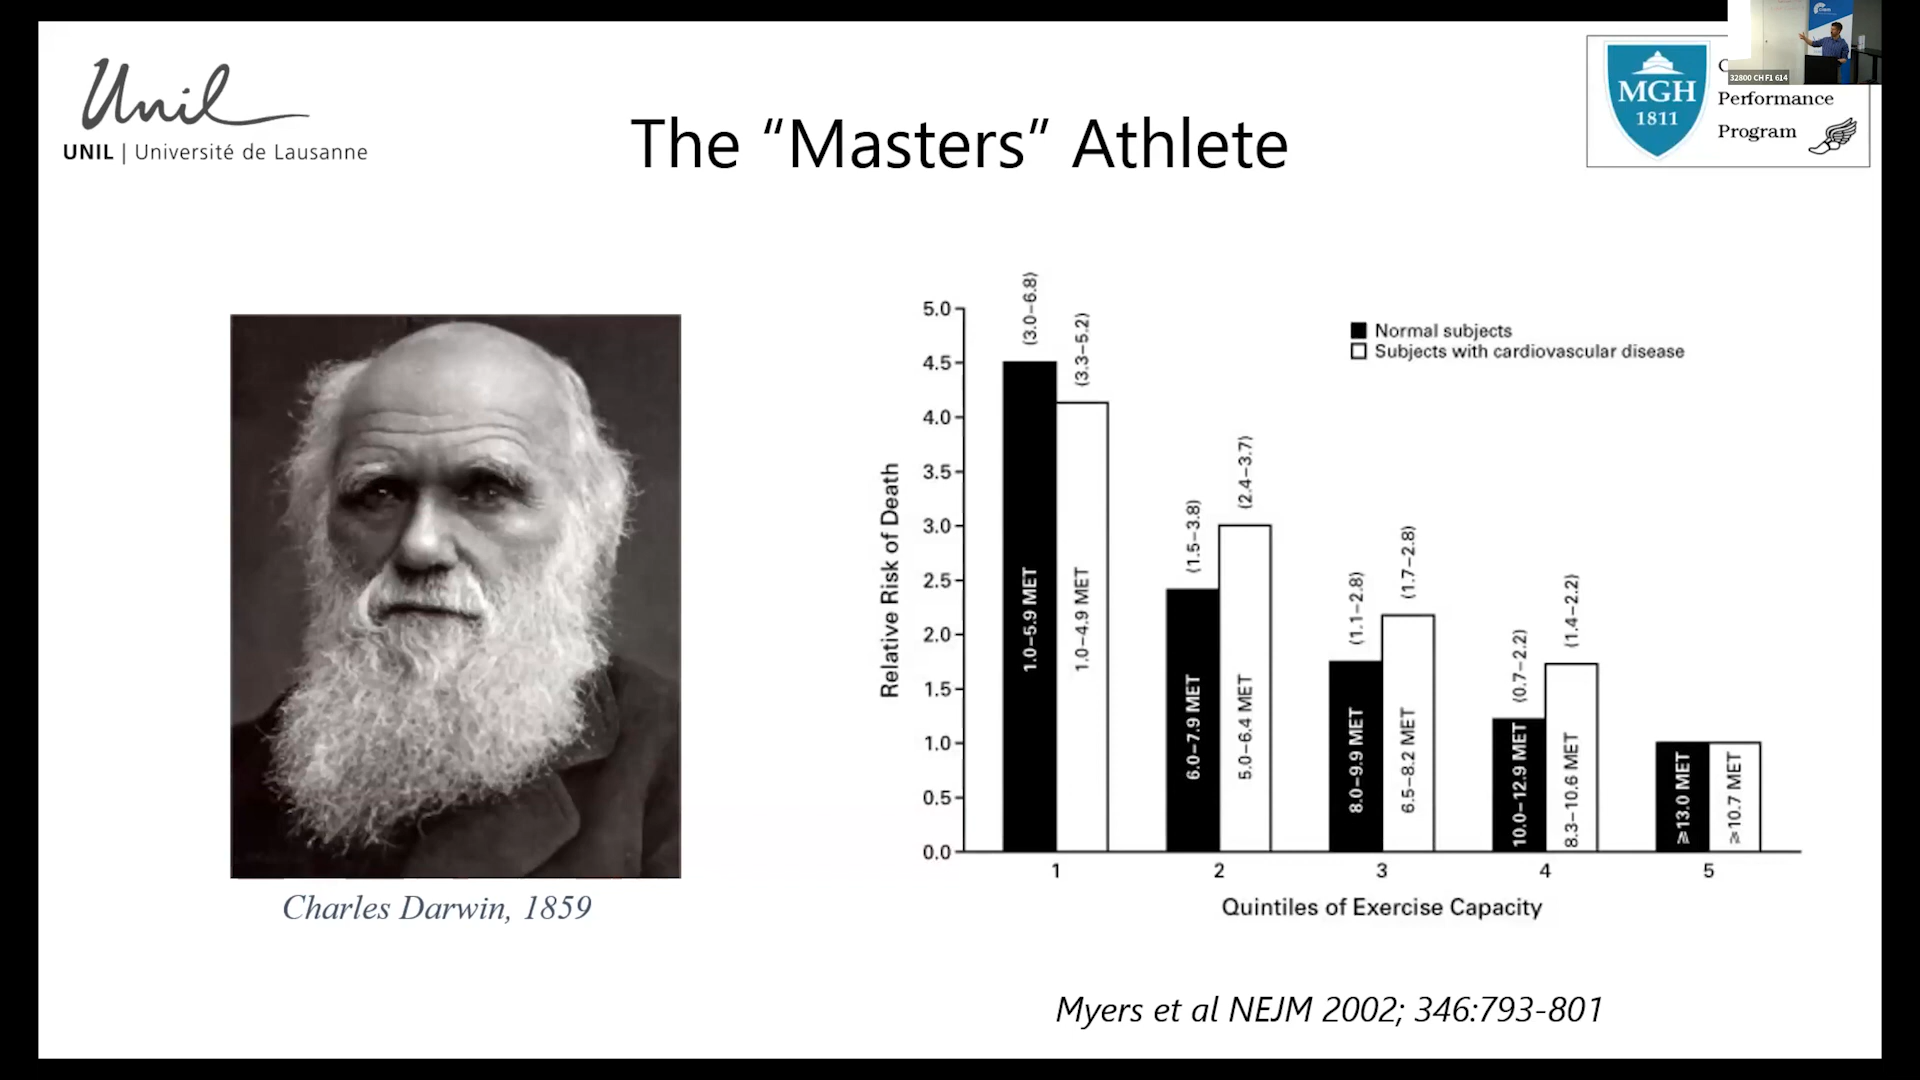 Unil
UNIL | Université de Lausanne
The “Masters” Athlete
MGH
1811
Performance
Program
32800 CH F1 614
Charles Darwin, 1859
Normal subjects
Subjects with cardiovascular disease
Relative Risk of Death
5.0
4.5
4.0
3.5
3.0
2.5
2.0
1.5
1.0
0.5
0.0
(3.0–6.8)
(3.3–5.2)
(1.5–3.8)
(2.4–3.7)
(1.1–2.8)
(1.7–2.8)
(0.7–2.2)
(1.4–2.2)
1.0–5.9 MET
1.0–4.9 MET
6.0–7.9 MET
5.0–6.4 MET
8.0–9.9 MET
6.5–8.2 MET
10.0–12.9 MET
8.3–10.6 MET
⩾13.0 MET
⩾10.7 MET
1 2 3 4 5
Quintiles of Exercise Capacity
Myers et al NEJM 2002; 346:793-801